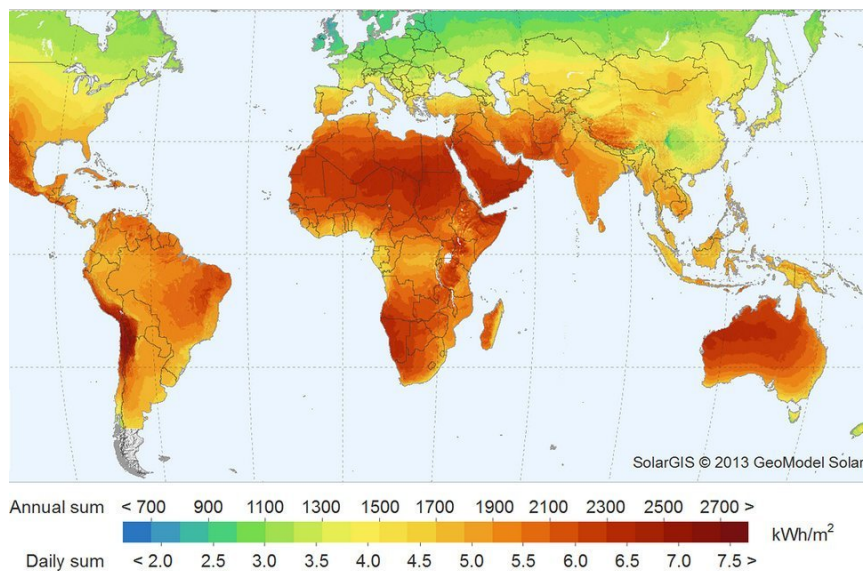 SolarGIS © 2013 GeoModel Solar
Annual sum < 700 900 1100 1300 1500 1700 1900 2100 2300 2500 2700 >
kWh/m²
Daily sum < 2.0 2.5 3.0 3.5 4.0 4.5 5.0 5.5 6.0 6.5 7.0 7.5 >